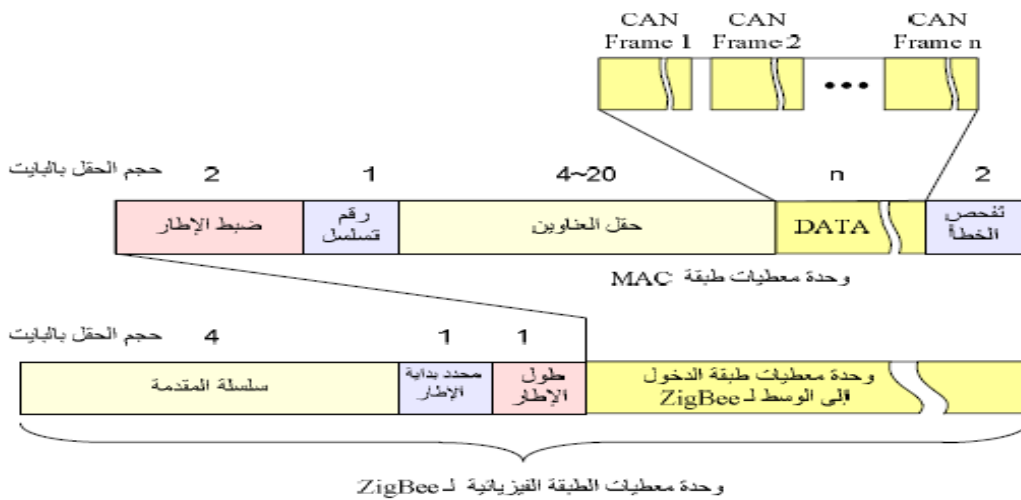 CAN CAN CAN
Frame 1 Frame 2 Frame n
•••
حجم الحقل بالبايت 2 1 4~20 n 2
ضبط الإطار
رقم
تسلسل
حقل العناوين
DATA
تفحص
الخطأ
وحدة معطيات طبقة MAC
حجم الحقل بالبايت 4 1 1
سلسلة المقدمة
محدد بداية
الإطار
طول
الإطار
وحدة معطيات طبقة الدخول
إلى الوسط لـ ZigBee
وحدة معطيات الطبقة الفيزيائية لـ ZigBee